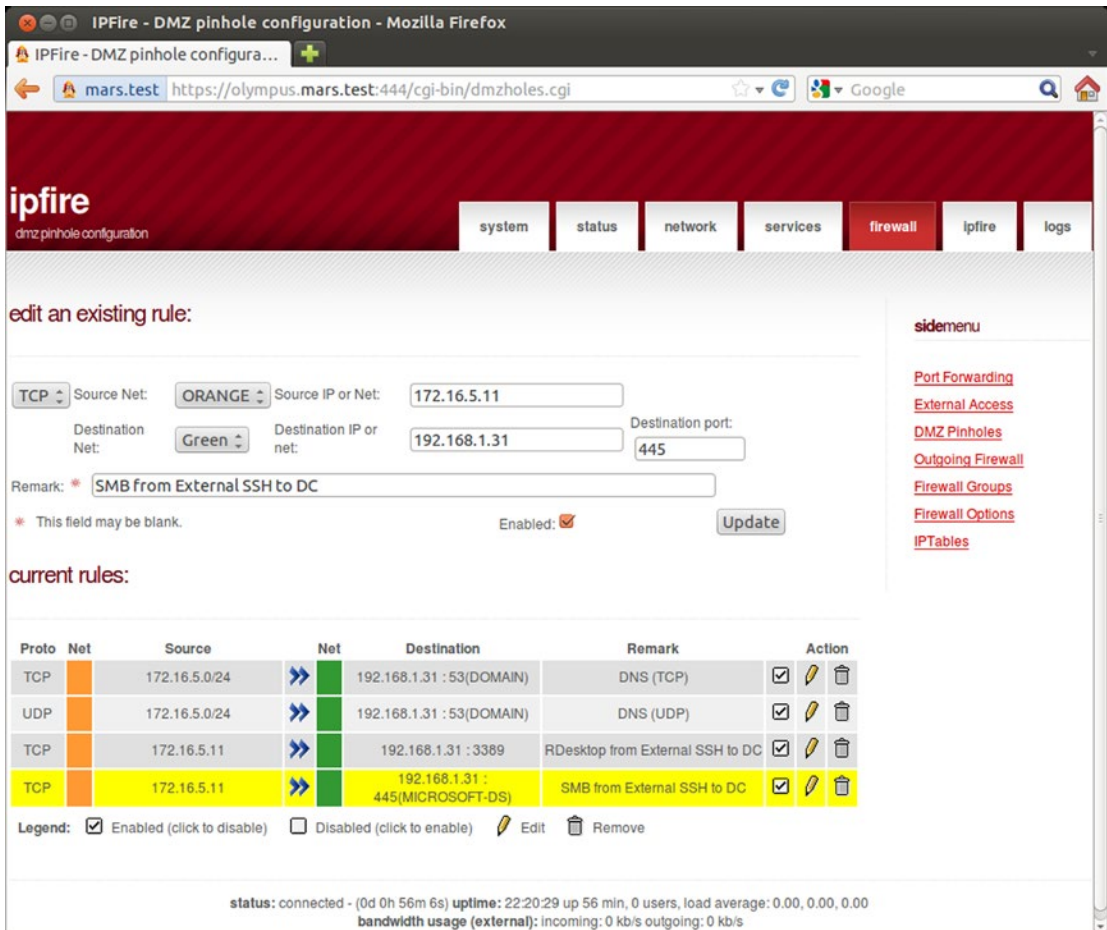 IPFire - DMZ pinhole configuration - Mozilla Firefox
IPFire - DMZ pinhole configura...
mars.test https://olympus.mars.test:444/cgi-bin/dmzholes.cgi
Google
ipfire
dmz pinhole configuration
system status network services firewall ipfire logs
edit an existing rule:
sidemenu
Port Forwarding
External Access
DMZ Pinholes
Outgoing Firewall
Firewall Groups
Firewall Options
IPTables
TCP Source Net: ORANGE Source IP or Net: 172.16.5.11
Destination Net: Green Destination IP or net: 192.168.1.31 Destination port: 445
Remark: * SMB from External SSH to DC
* This field may be blank. Enabled: Update
current rules:
Proto Net Source Net Destination Remark Action
TCP 172.16.5.0/24 192.168.1.31 : 53(DOMAIN) DNS (TCP)
UDP 172.16.5.0/24 192.168.1.31 : 53(DOMAIN) DNS (UDP)
TCP 172.16.5.11 192.168.1.31 : 3389 RDesktop from External SSH to DC
TCP 172.16.5.11 192.168.1.31 : 445(MICROSOFT-DS) SMB from External SSH to DC
Legend: Enabled (click to disable) Disabled (click to enable) Edit Remove
status: connected - (0d 0h 56m 6s) uptime: 22:20:29 up 56 min, 0 users, load average: 0.00, 0.00, 0.00
bandwidth usage (external): incoming: 0 kb/s outgoing: 0 kb/s